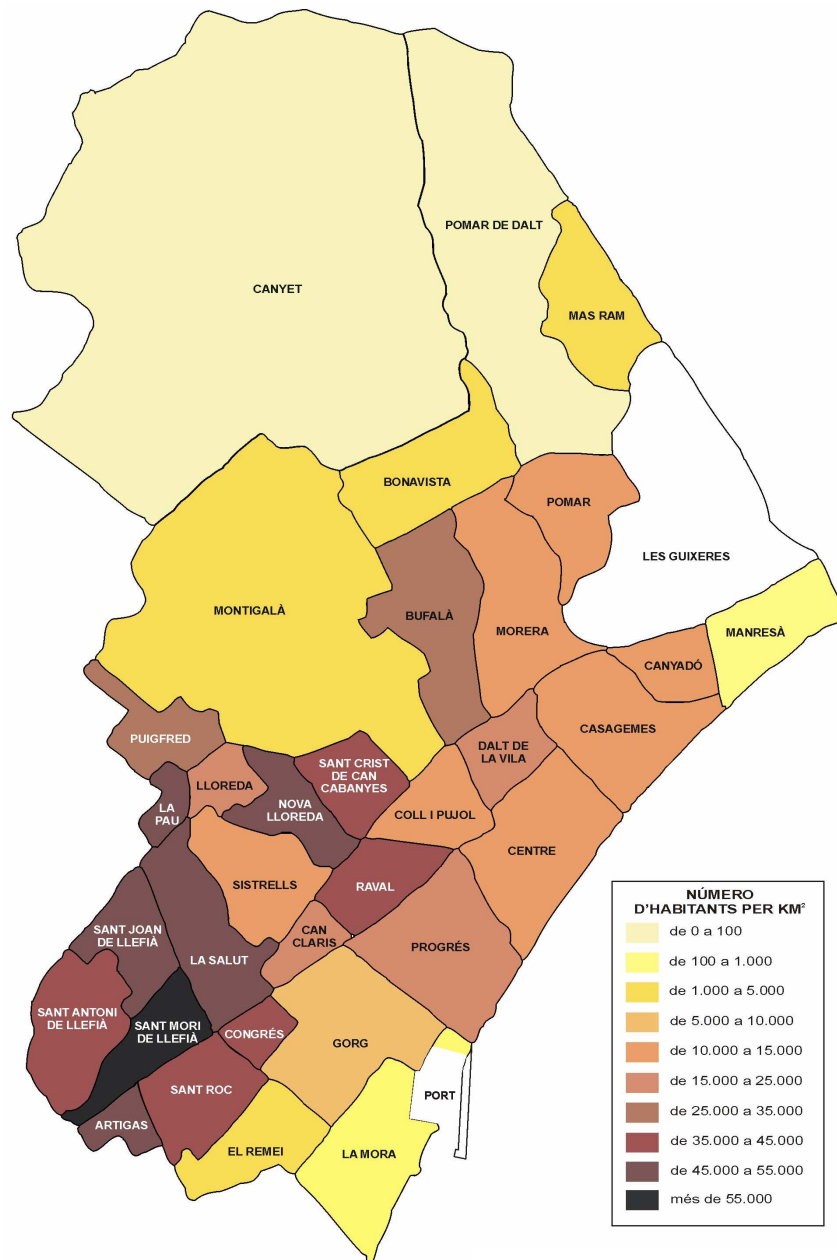 POMAR DE DALT
CANYET
MAS RAM
BONAVISTA
POMAR
LES GUIXERES
MONTIGALÀ
BUFALÀ
MORERA
MANRESÀ
CANYADÓ
PUIGFRED
CASAGEMES
DALT DE
LA VILA
SANT CRIST
DE CAN
CABANYES
LLOREDA
LA
PAU
NOVA
LLOREDA
COLL I PUJOL
CENTRE
SISTRELLS
RAVAL
SANT JOAN
DE LLEFIÀ
LA SALUT
CAN
CLARIS
PROGRÉS
SANT ANTONI
DE LLEFIÀ
SANT MORI
DE LLEFIÀ
CONGRÉS
GORG
PORT
SANT ROC
ARTIGAS
EL REMEI
LA MORA
NÚMERO
D'HABITANTS PER KM²
de 0 a 100
de 100 a 1.000
de 1.000 a 5.000
de 5.000 a 10.000
de 10.000 a 15.000
de 15.000 a 25.000
de 25.000 a 35.000
de 35.000 a 45.000
de 45.000 a 55.000
més de 55.000